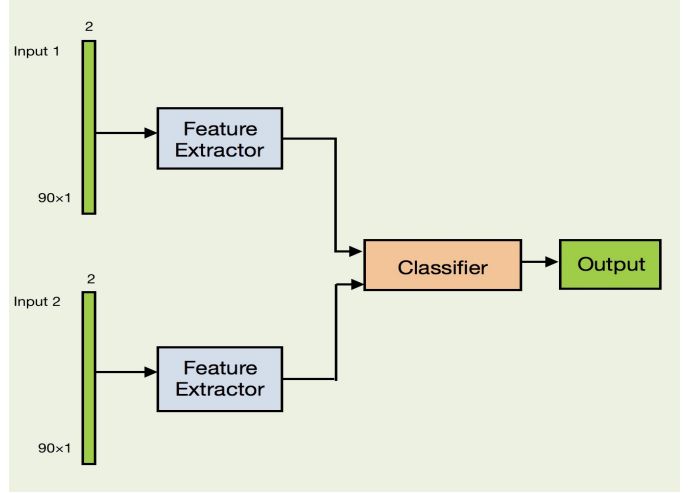 2
Input 1
Feature
Extractor
90×1
Classifier
Output
2
Input 2
Feature
Extractor
90×1